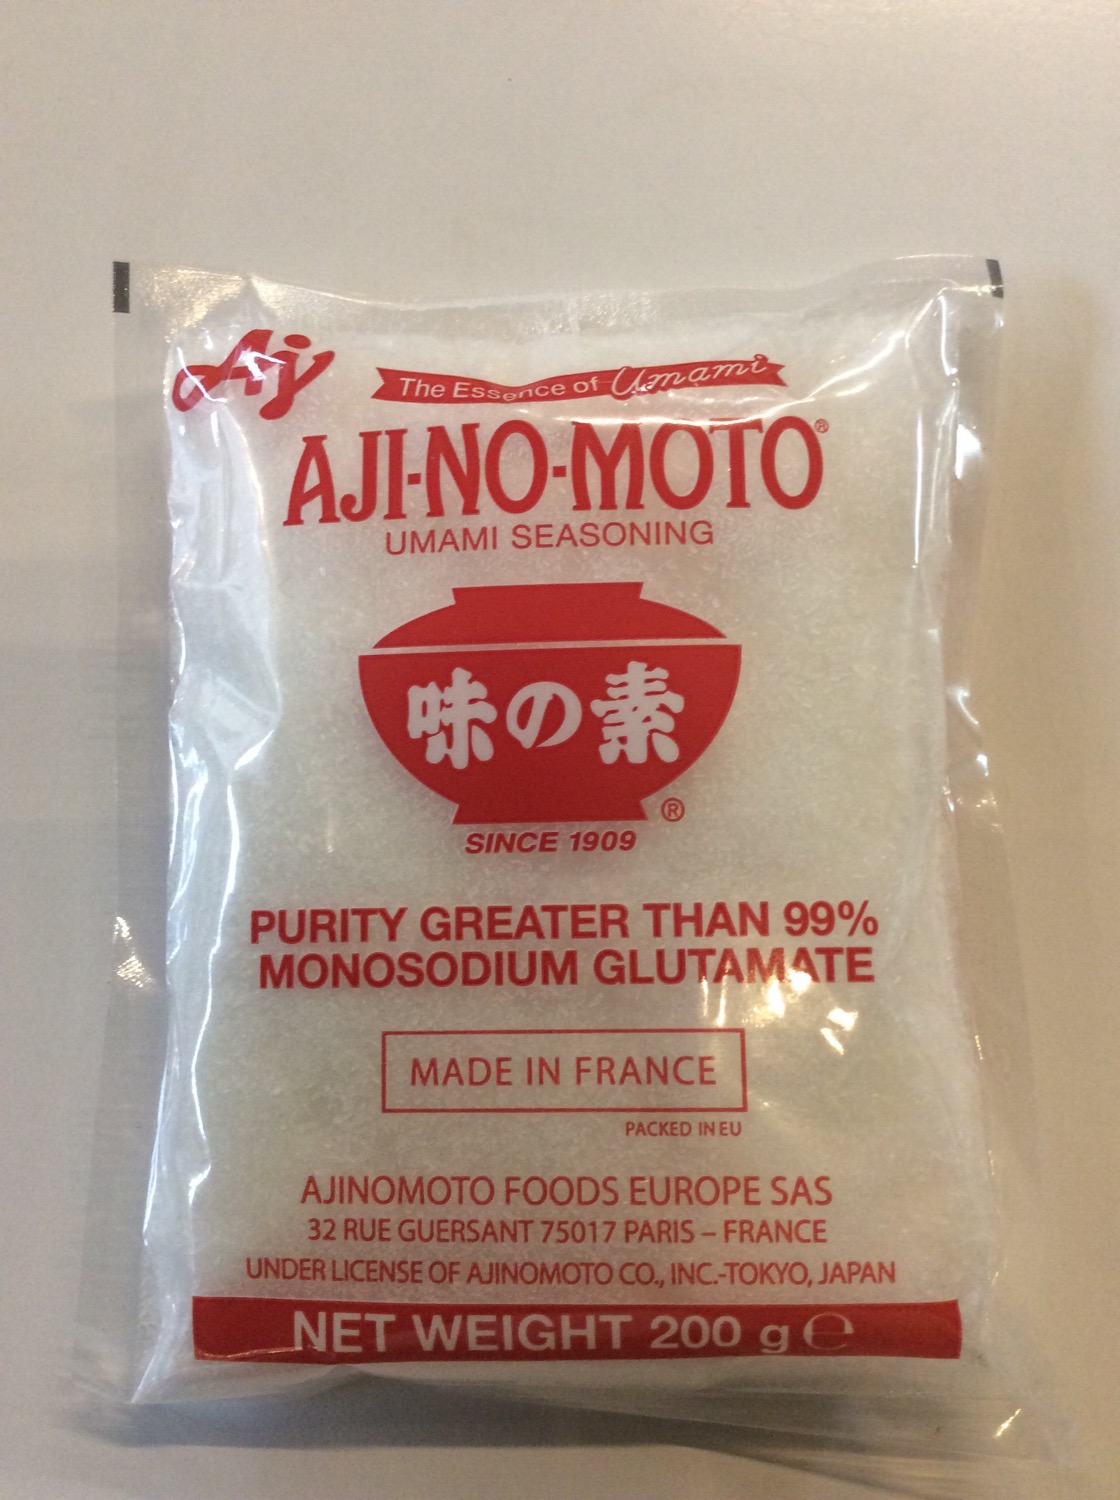 Aj
The Essence of Umami
AJI-NO-MOTO®
UMAMI SEASONING
味の素
®
SINCE 1909
PURITY GREATER THAN 99%
MONOSODIUM GLUTAMATE
MADE IN FRANCE
PACKED IN EU
AJINOMOTO FOODS EUROPE SAS
32 RUE GUERSANT 75017 PARIS – FRANCE
UNDER LICENSE OF AJINOMOTO CO., INC.-TOKYO, JAPAN
NET WEIGHT 200 g ℮